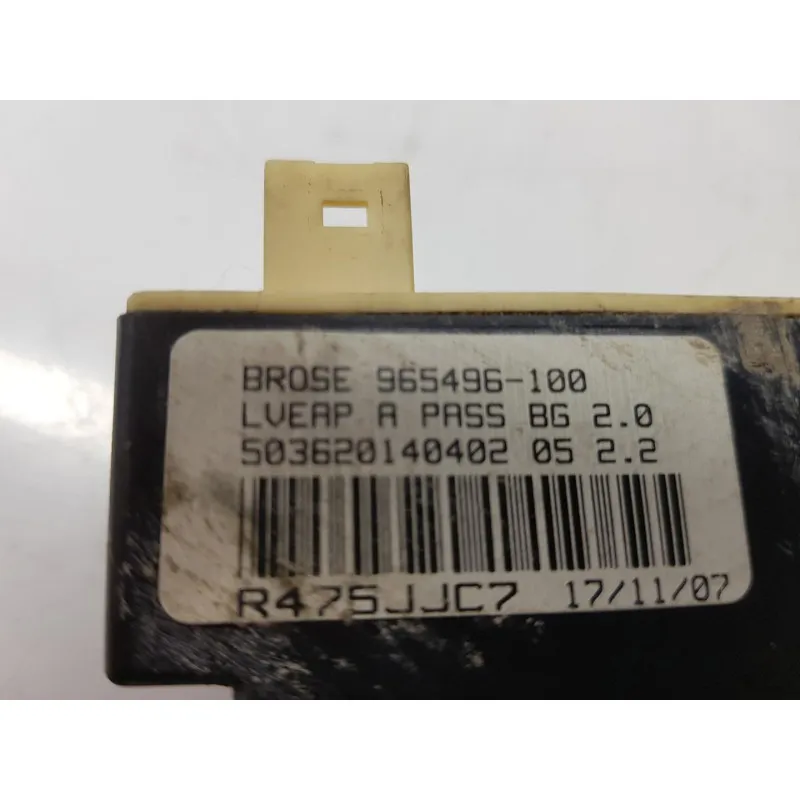 BROSE 965496-100
LVEAP A PASS BG 2.0
503620140402 05 2.2
R475JJC7 17/11/07